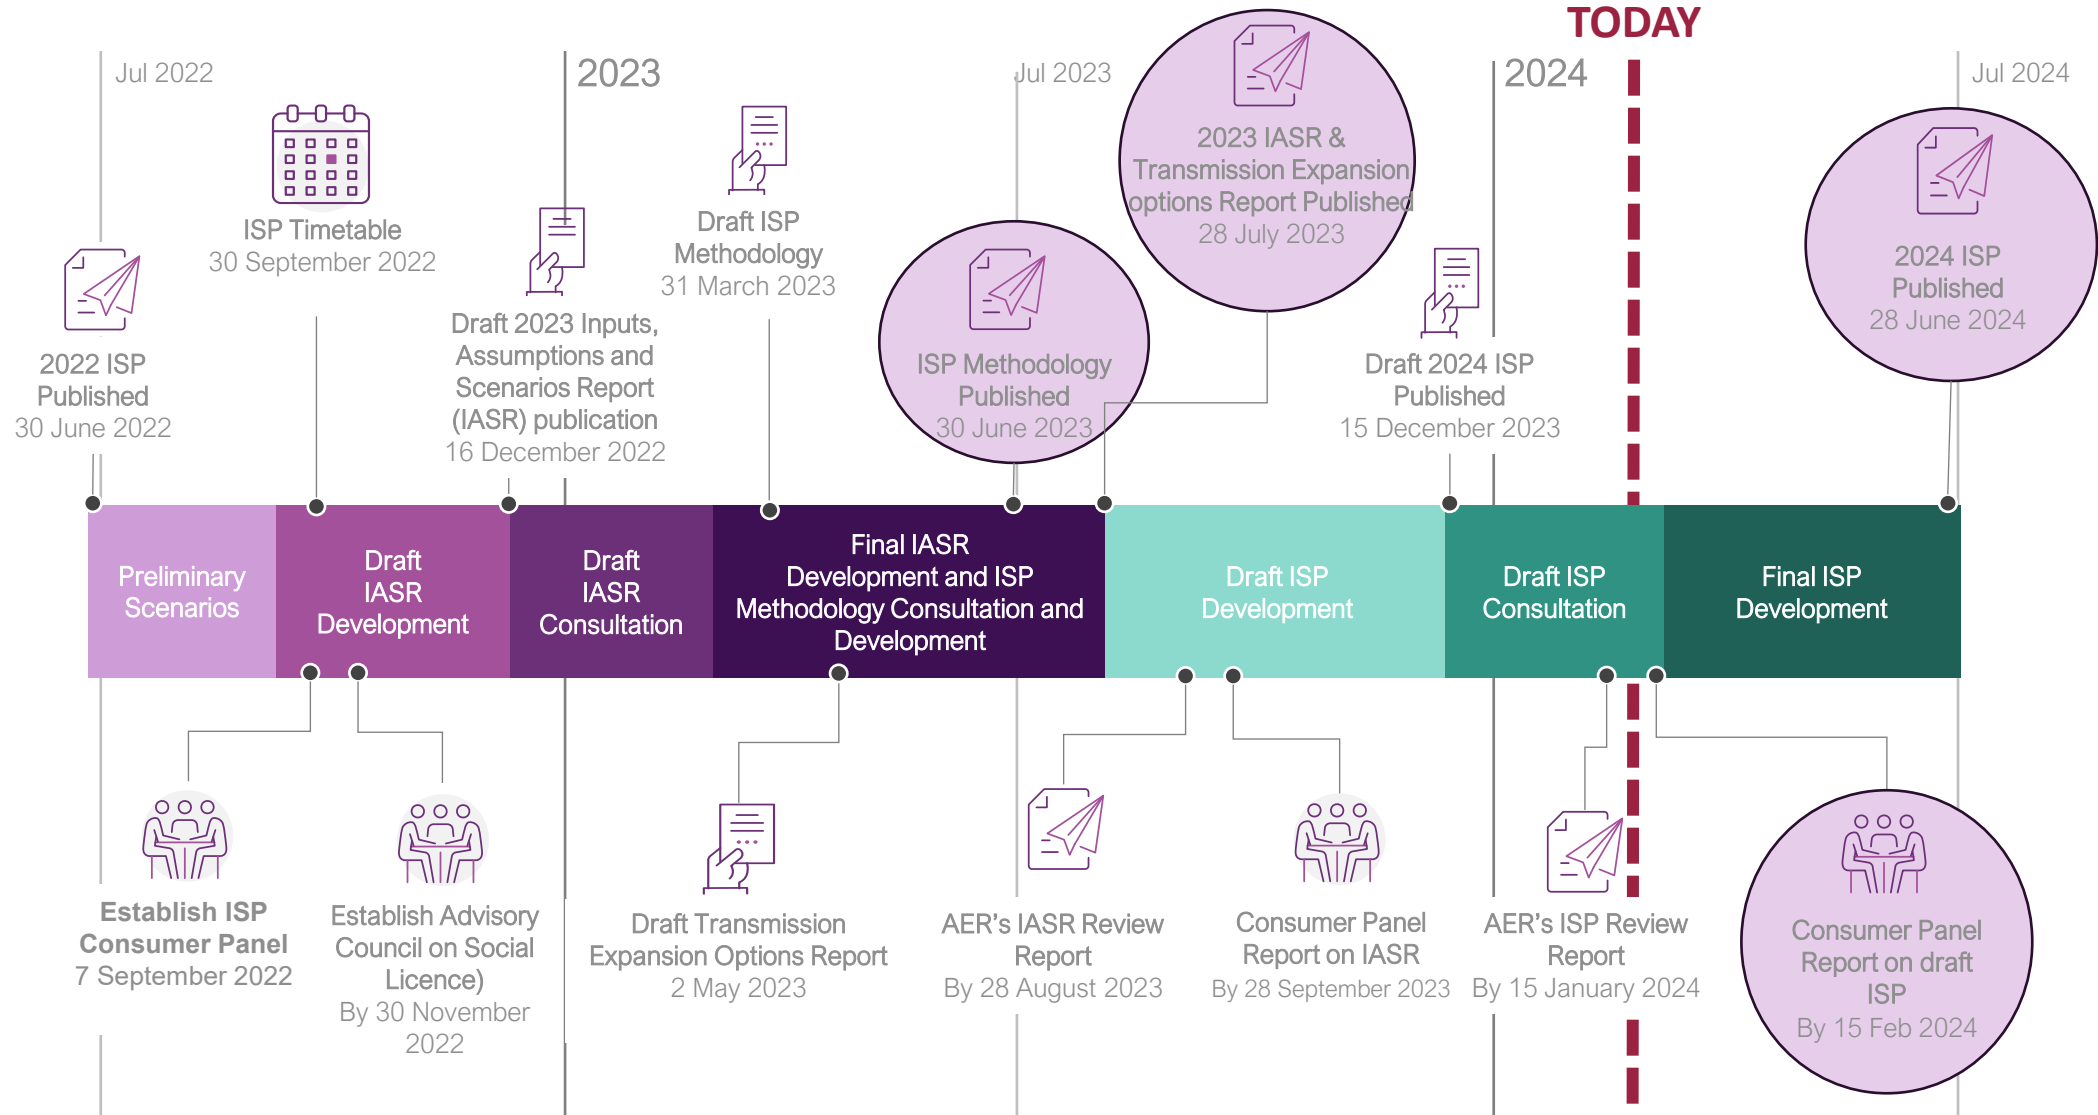 TODAY
Jul 2022
2023
Jul 2023
2024
Jul 2024
2022 ISP
Published
30 June 2022
ISP Timetable
30 September 2022
Draft 2023 Inputs,
Assumptions and
Scenarios Report
(IASR) publication
16 December 2022
Draft ISP
Methodology
31 March 2023
ISP Methodology
Published
30 June 2023
2023 IASR &
Transmission Expansion
options Report Published
28 July 2023
Draft 2024 ISP
Published
15 December 2023
2024 ISP
Published
28 June 2024
Preliminary
Scenarios
Draft
IASR
Development
Draft
IASR
Consultation
Final IASR
Development and ISP
Methodology Consultation and
Development
Draft ISP
Development
Draft ISP
Consultation
Final ISP
Development
Establish ISP
Consumer Panel
7 September 2022
Establish Advisory
Council on Social
Licence)
By 30 November
2022
Draft Transmission
Expansion Options Report
2 May 2023
AER's IASR Review
Report
By 28 August 2023
Consumer Panel
Report on IASR
By 28 September 2023
AER's ISP Review
Report
By 15 January 2024
Consumer Panel
Report on draft
ISP
By 15 Feb 2024